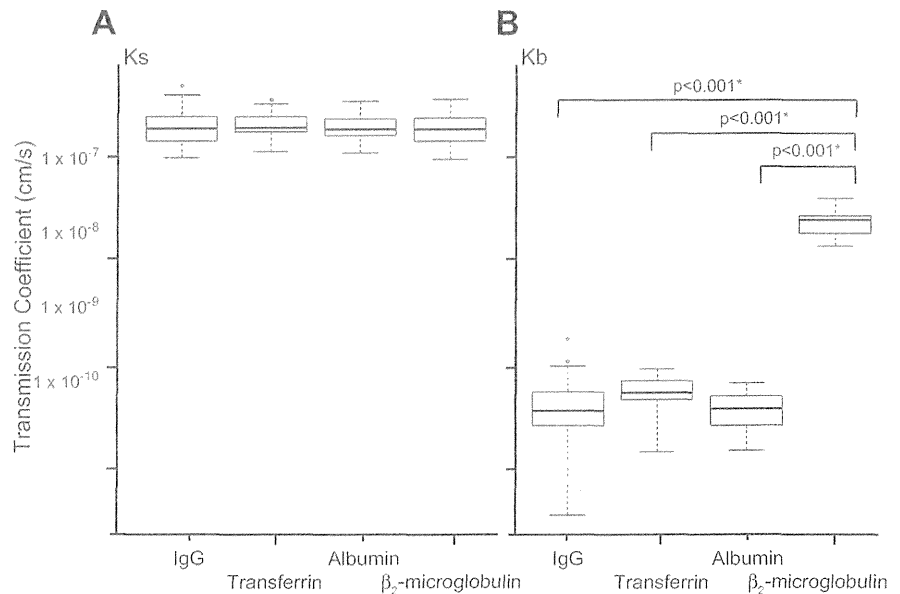 A
B
Ks
Kb
p<0.001*
p<0.001*
p<0.001*
Transmission Coefficient (cm/s)
1 x 10⁻⁷
1 x 10⁻⁸
1 x 10⁻⁹
1 x 10⁻¹⁰
IgG
Transferrin
Albumin
β₂-microglobulin
IgG
Transferrin
Albumin
β₂-microglobulin